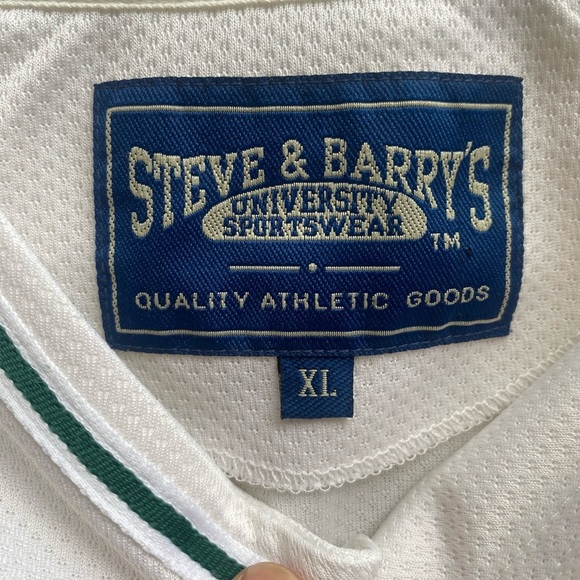 STEVE & BARRY'S
UNIVERSITY
SPORTSWEAR
TM
QUALITY ATHLETIC GOODS
XL